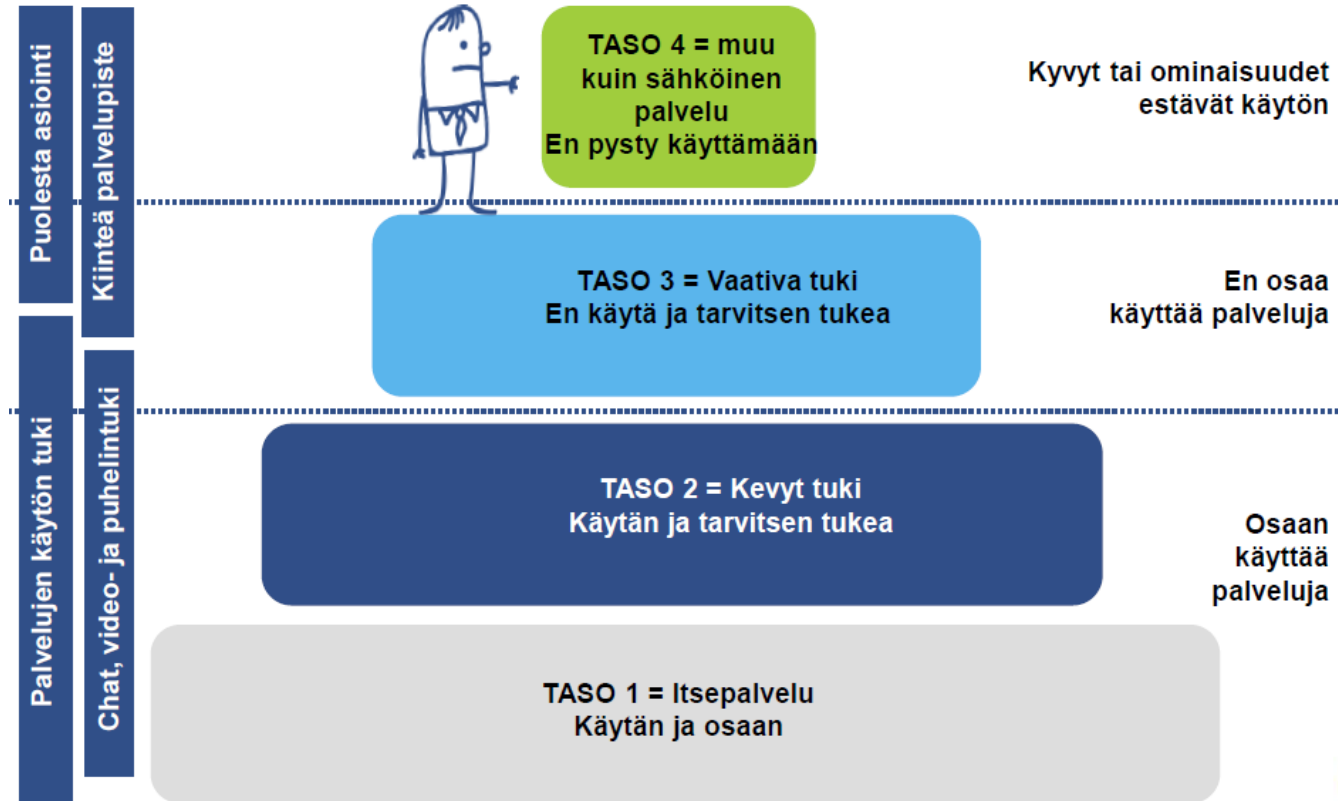 Puolesta asiointi
Kiinteä palvelupiste
Palvelujen käytön tuki
Chat, video- ja puhelintuki
TASO 4 = muu
kuin sähköinen
palvelu
En pysty käyttämään
Kyvyt tai ominaisuudet
estävät käytön
TASO 3 = Vaativa tuki
En käytä ja tarvitsen tukea
En osaa
käyttää palveluja
TASO 2 = Kevyt tuki
Käytän ja tarvitsen tukea
Osaan
käyttää
palveluja
TASO 1 = Itsepalvelu
Käytän ja osaan